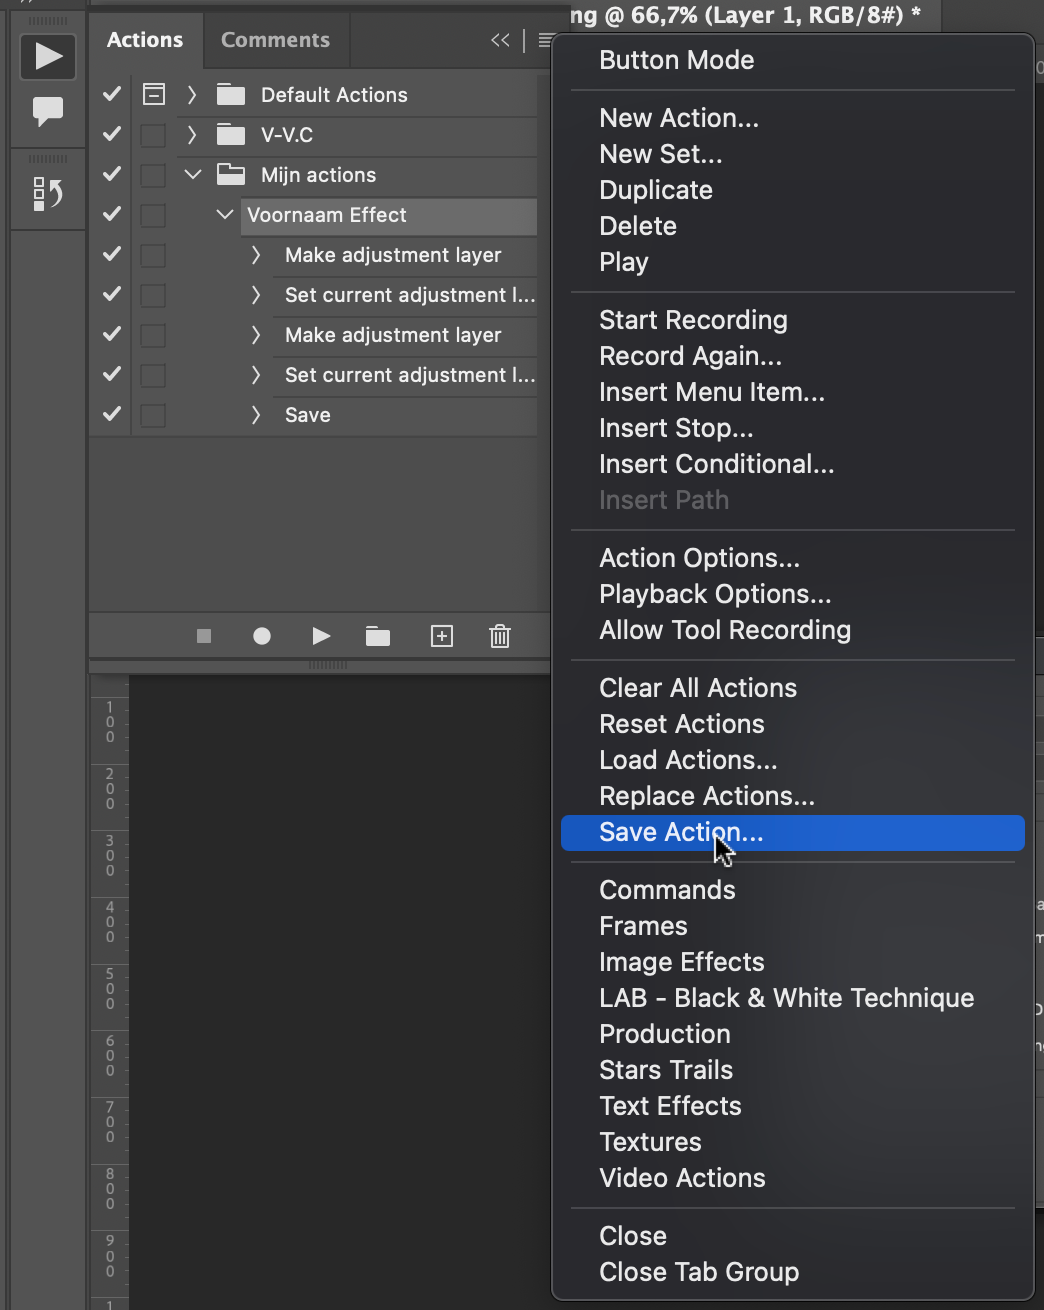 ng @ 66,7% (Layer 1, RGB/8#) *
Actions
Comments
Default Actions
V-V.C
Mijn actions
Voornaam Effect
Make adjustment layer
Set current adjustment l...
Make adjustment layer
Set current adjustment l...
Save
Button Mode
New Action...
New Set...
Duplicate
Delete
Play
Start Recording
Record Again...
Insert Menu Item...
Insert Stop...
Insert Conditional...
Insert Path
Action Options...
Playback Options...
Allow Tool Recording
Clear All Actions
Reset Actions
Load Actions...
Replace Actions...
Save Action...
Commands
Frames
Image Effects
LAB - Black & White Technique
Production
Stars Trails
Text Effects
Textures
Video Actions
Close
Close Tab Group
100
200
300
400
500
600
700
800
900
1